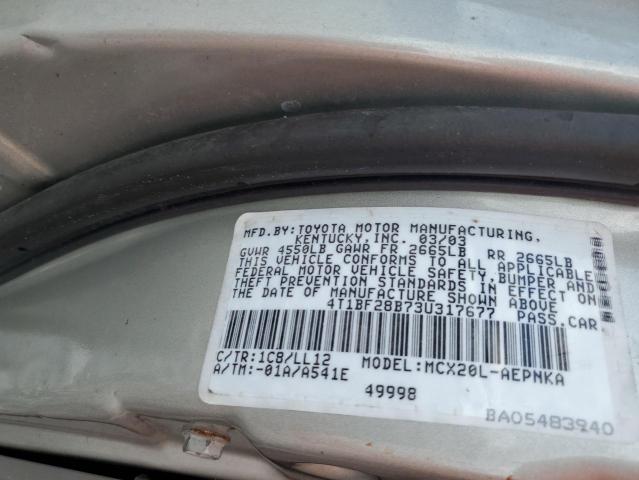 MFD.BY:TOYOTA MOTOR MANUFACTURING,
KENTUCKY,INC. 03/03
GVWR 4550LB GAWR FR 2665LB RR 2665LB
THIS VEHICLE CONFORMS TO ALL APPLICABLE
FEDERAL MOTOR VEHICLE SAFETY,BUMPER,AND
THEFT PREVENTION STANDARDS IN EFFECT ON
THE DATE OF MANUFACTURE SHOWN ABOVE.
4T1BF28B73U317677 PASS.CAR
C/TR:1C8/LL12 MODEL:MCX20L-AEPNKA
A/TM:-01A/A541E
49998
BA05483940